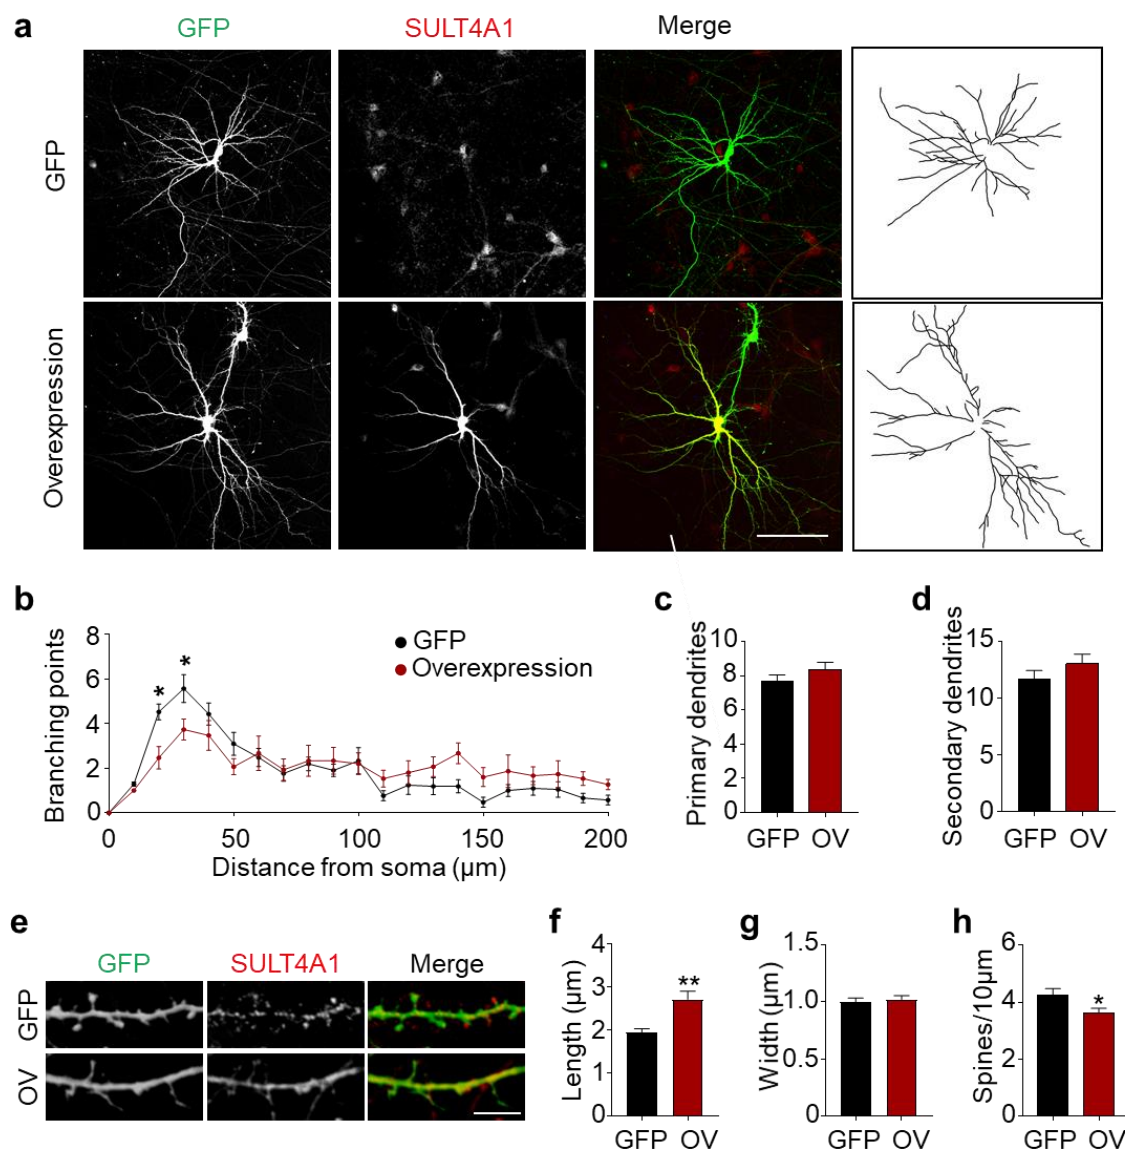 a
GFP SULT4A1 Merge
GFP
Overexpression
b
Branching points
8
6
4
2
0
* *
GFP
Overexpression
0 50 100 150 200
Distance from soma (µm)
c
Primary dendrites
10
8
6
4
2
0
GFP OV
d
Secondary dendrites
15
10
5
0
GFP OV
e
GFP SULT4A1 Merge
GFP
OV
f
Length (µm)
4
3
2
1
0
**
GFP OV
g
Width (µm)
1.5
1.0
0.5
0
GFP OV
h
Spines/10µm
6
4
2
0
*
GFP OV